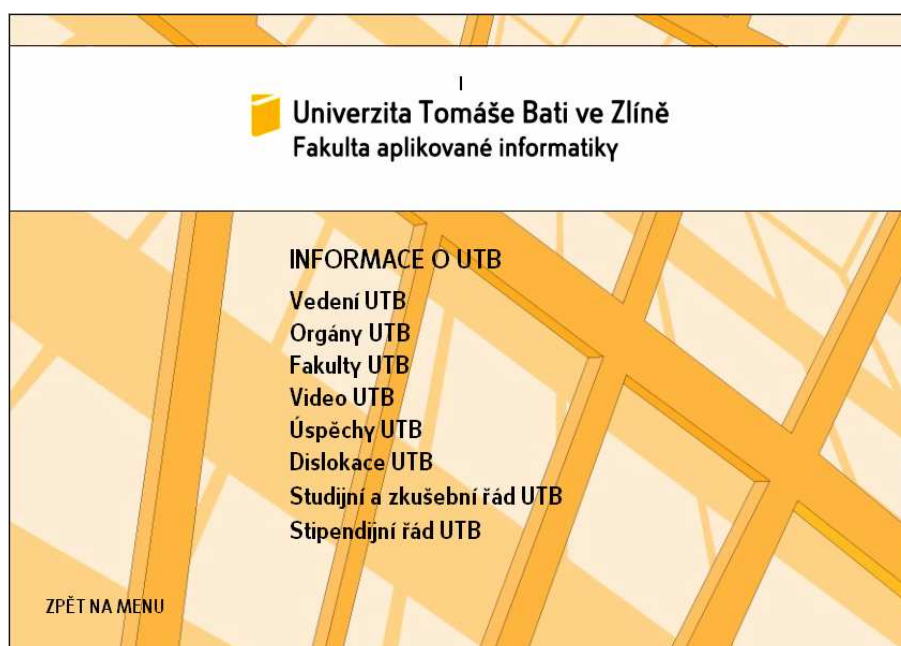 Univerzita Tomáše Bati ve Zlíně
Fakulta aplikované informatiky
INFORMACE O UTB
Vedení UTB
Orgány UTB
Fakulty UTB
Video UTB
Úspěchy UTB
Dislokace UTB
Studijní a zkušební řád UTB
Stipendijní řád UTB
ZPĚT NA MENU